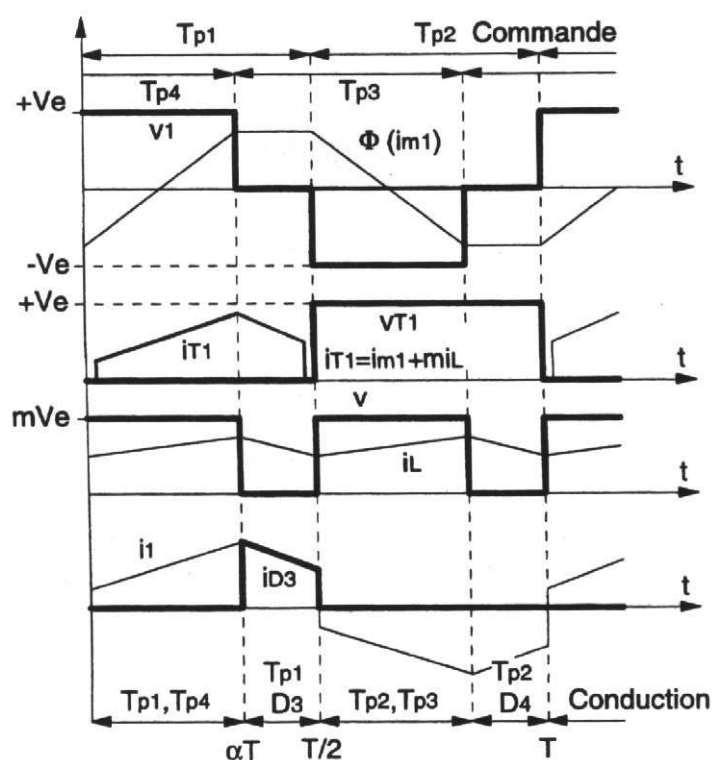 Tp1 Tp2 Commande
Tp4 Tp3
+Ve
v1
Φ (im1)
t
-Ve
+Ve
vT1
iT1
iT1=im1+miL
t
v
mVe
iL
t
i1
iD3
t
Tp1 Tp2
Tp1,Tp4 D3 Tp2,Tp3 D4 Conduction
αT T/2 T